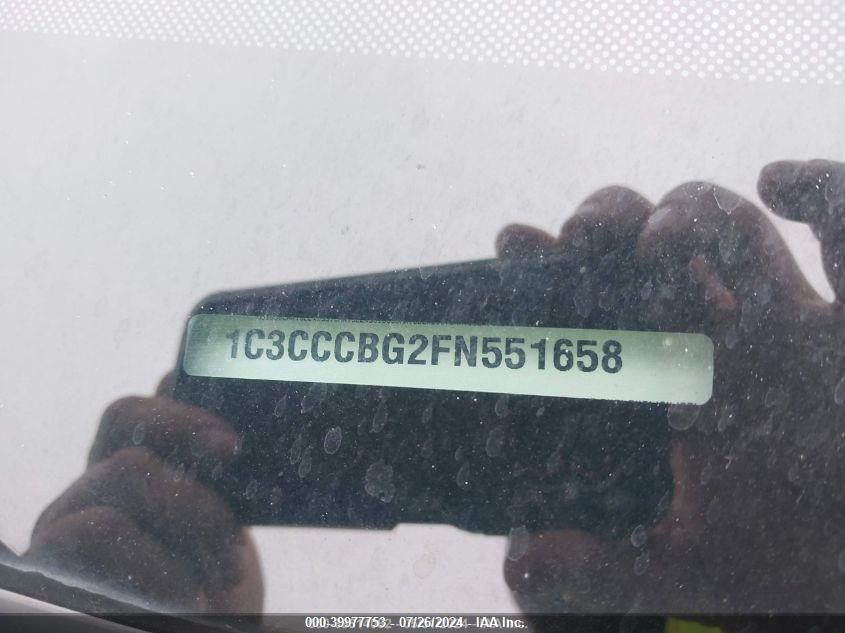 1C3CCCBG2FN551658
000-39977753 - 07/26/2024 - IAA Inc.